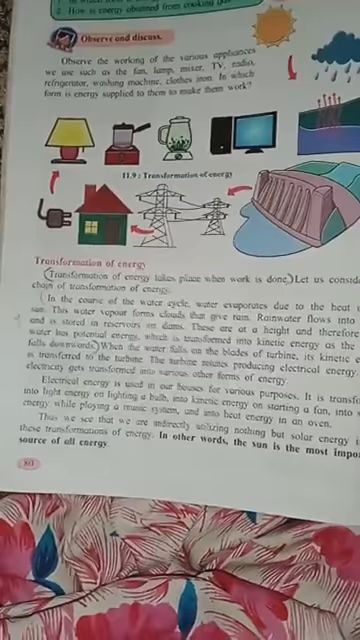 2. How is energy obtained from cooking gas
Observe and discuss.
Observe the working of the various appliances
we use such as the fan, lamp, mixer, TV, radio,
refrigerator, washing machine, clothes iron. In which
form is energy supplied to them to make them work?
11.9 : Transformation of energy
Transformation of energy
(Transformation of energy takes place when work is done.) Let us consid
chain of transformation of energy.
In the course of the water cycle, water evaporates due to the heat o
sun. This water vapour forms clouds that give rain. Rainwater flows into
and is stored in reservoirs on dams. These are at a height and therefore
water has potential energy, which is transformed into kinetic energy as the
falls downwards) When the water falls on the blades of turbine, its kinetic e
is transferred to the turbine. The turbine rotates producing electrical energy.
electricity gets transformed into various other forms of energy.
Electrical energy is used in our houses for various purposes. It is transfo
into light energy on lighting a bulb, into kinetic energy on starting a fan, into
energy while playing a music system, and into heat energy in an oven.
Thus we see that we are indirectly utilizing nothing but solar energy i
these transformations of energy. In other words, the sun is the most impo
source of all energy.
80